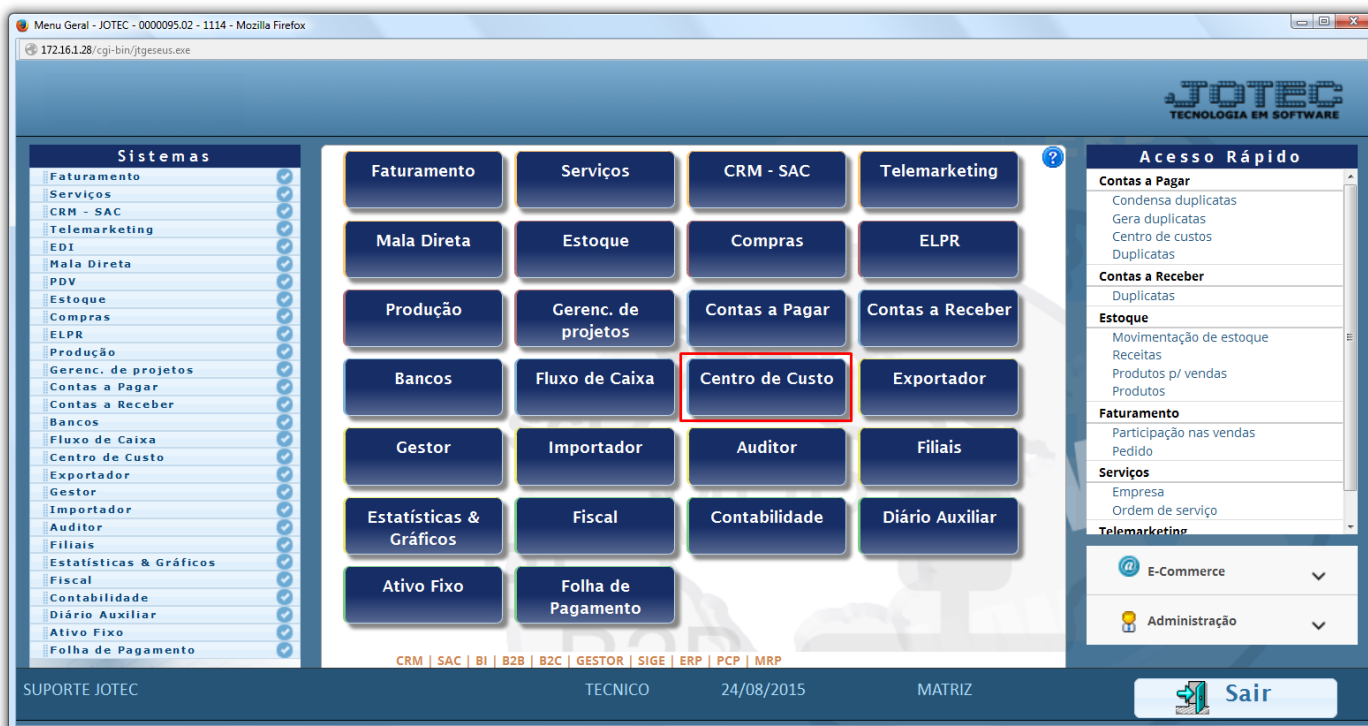 Menu Geral - JOTEC - 0000095.02 - 1114 - Mozilla Firefox
172.16.1.28/cgi-bin/jtgeseus.exe
JOTEC
TECNOLOGIA EM SOFTWARE
Sistemas
Faturamento
Serviços
CRM - SAC
Telemarketing
EDI
Mala Direta
PDV
Estoque
Compras
ELPR
Produção
Gerenc. de projetos
Contas a Pagar
Contas a Receber
Bancos
Fluxo de Caixa
Centro de Custo
Exportador
Gestor
Importador
Auditor
Filiais
Estatísticas & Gráficos
Fiscal
Contabilidade
Diário Auxiliar
Ativo Fixo
Folha de Pagamento
Faturamento
Serviços
CRM - SAC
Telemarketing
Mala Direta
Estoque
Compras
ELPR
Produção
Gerenc. de
projetos
Contas a Pagar
Contas a Receber
Bancos
Fluxo de Caixa
Centro de Custo
Exportador
Gestor
Importador
Auditor
Filiais
Estatísticas &
Gráficos
Fiscal
Contabilidade
Diário Auxiliar
Ativo Fixo
Folha de
Pagamento
B2B
CRM | SAC | BI | B2B | B2C | GESTOR | SIGE | ERP | PCP | MRP
?
Acesso Rápido
Contas a Pagar
Condensa duplicatas
Gera duplicatas
Centro de custos
Duplicatas
Contas a Receber
Duplicatas
Estoque
Movimentação de estoque
Receitas
Produtos p/ vendas
Produtos
Faturamento
Participação nas vendas
Pedido
Serviços
Empresa
Ordem de serviço
Telemarketing
@ E-Commerce
Administração
SUPORTE JOTEC TECNICO 24/08/2015 MATRIZ
Sair